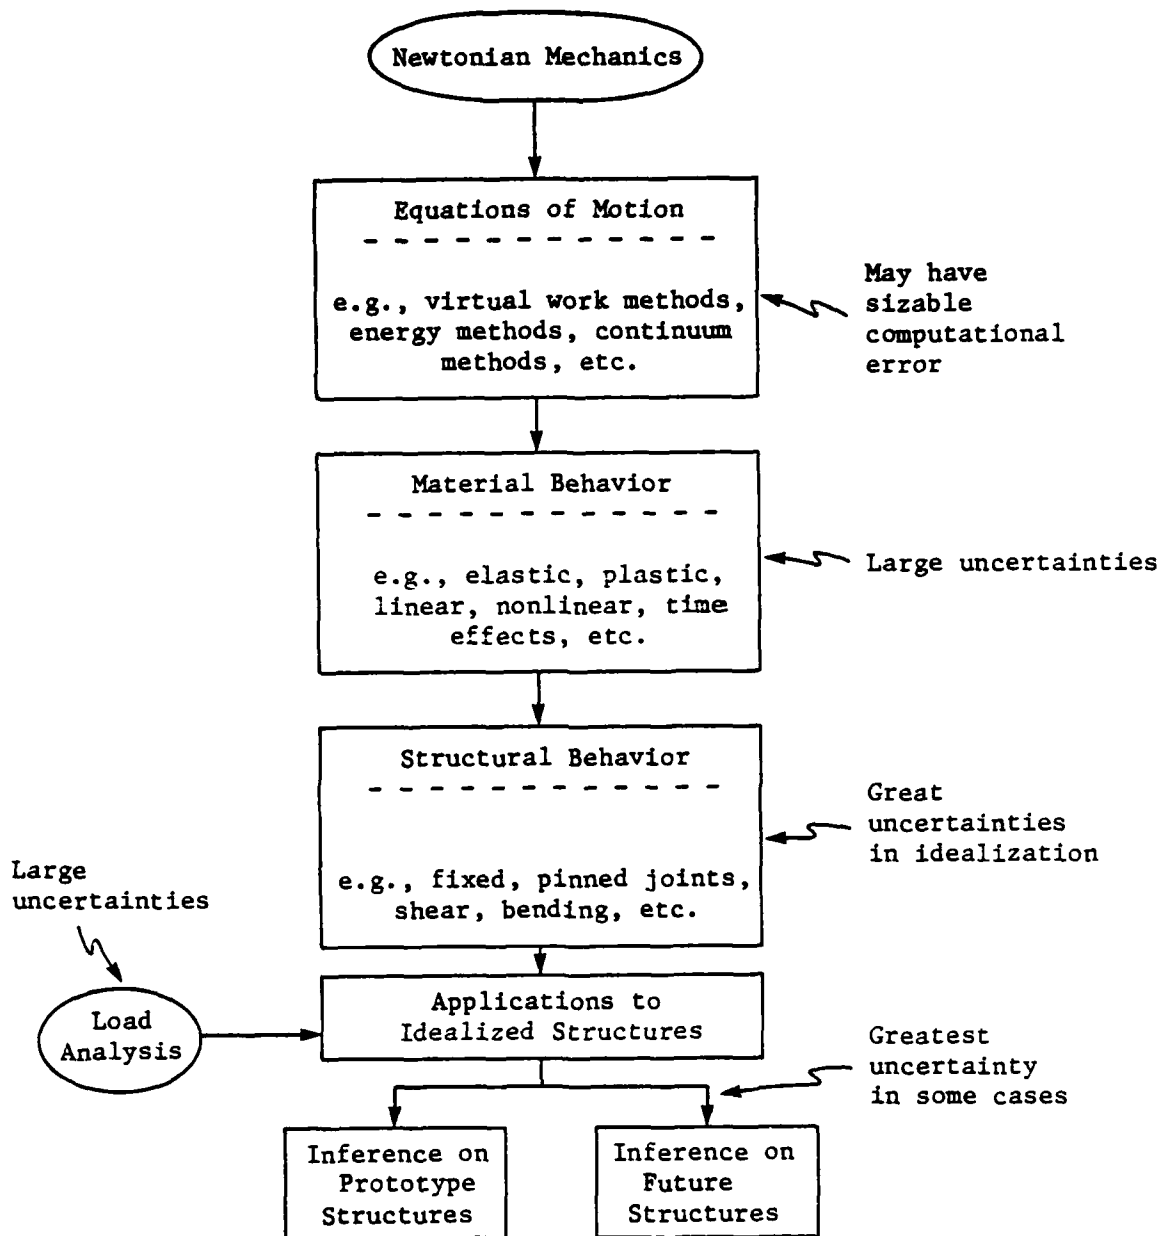 Newtonian Mechanics
Equations of Motion
e.g., virtual work methods,
energy methods, continuum
methods, etc.
May have
sizable
computational
error
Material Behavior
e.g., elastic, plastic,
linear, nonlinear, time
effects, etc.
Large uncertainties
Structural Behavior
e.g., fixed, pinned joints,
shear, bending, etc.
Great
uncertainties
in idealization
Large
uncertainties
Load
Analysis
Applications to
Idealized Structures
Greatest
uncertainty
in some cases
Inference on
Prototype
Structures
Inference on
Future
Structures